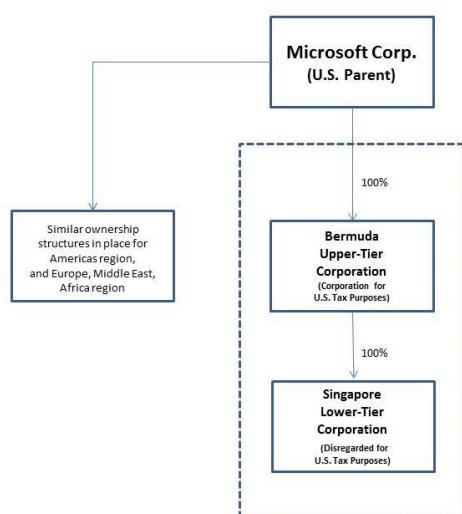 Microsoft Corp.
(U.S. Parent)
100%
Similar ownership
structures in place for
Americas region,
and Europe, Middle East,
Africa region
Bermuda
Upper-Tier
Corporation
(Corporation for
U.S. Tax Purposes)
100%
Singapore
Lower-Tier
Corporation
(Disregarded for
U.S. Tax Purposes)